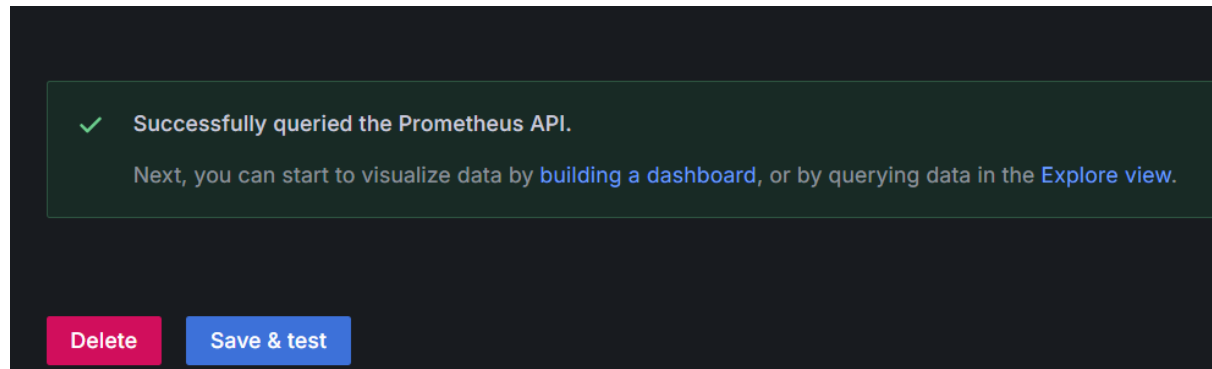 Successfully queried the Prometheus API.
Next, you can start to visualize data by building a dashboard, or by querying data in the Explore view.
Delete Save & test